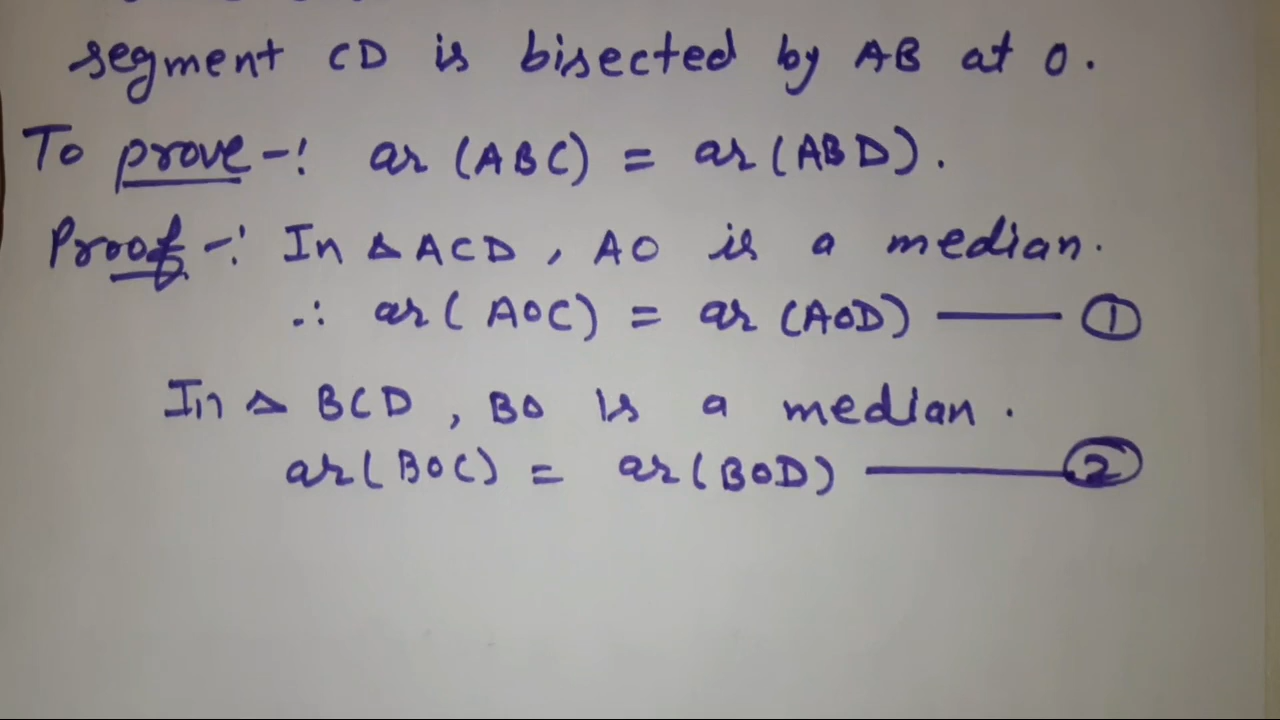 segment CD is bisected by AB at O.
To prove -: ar (ABC) = ar (ABD).
Proof -: In Δ ACD, AO is a median.
∴ ar (AOC) = ar (AOD) — ①
In Δ BCD, BO is a median.
ar (BOC) = ar (BOD) — ②